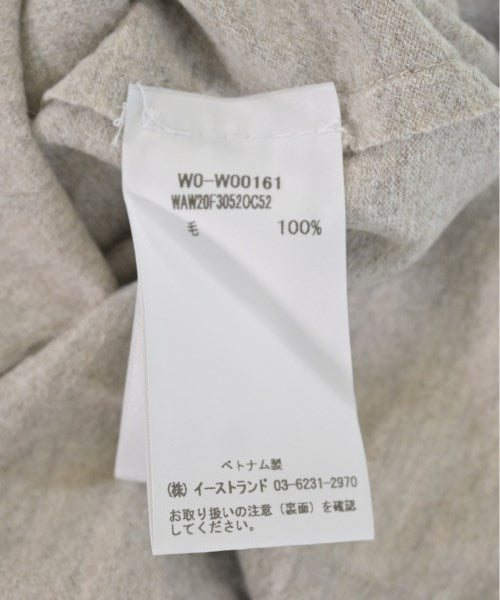 WO-W00161
WAW20F3052OC52
毛 100%
ベトナム製
(株) イーストランド 03-6231-2970
お取り扱いの注意（裏面）を確認
してください。